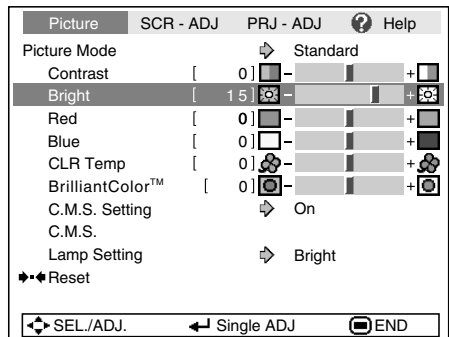 Picture SCR - ADJ PRJ - ADJ ? Help
Picture Mode Standard
Contrast [ 0] - +
Bright [ 15] - +
Red [ 0] - +
Blue [ 0] - +
CLR Temp [ 0] - +
BrilliantColor™ [ 0] - +
C.M.S. Setting On
C.M.S.
Lamp Setting Bright
Reset
SEL./ADJ. Single ADJ END